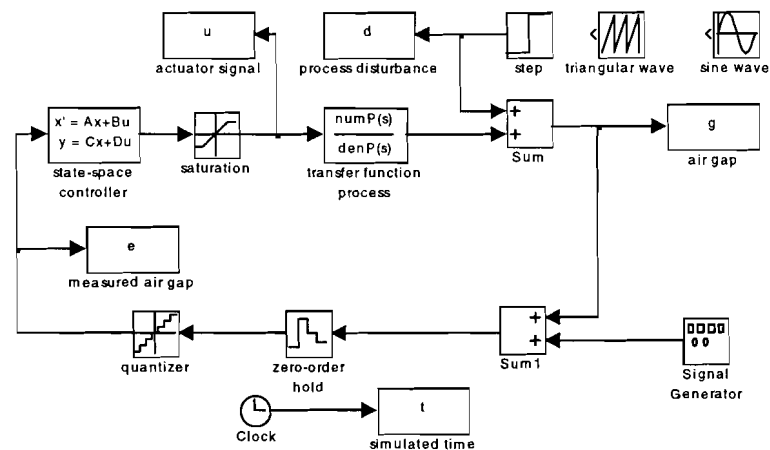 u
actuator signal
d
process disturbance
step
triangular wave
sine wave
x' = Ax+Bu
y = Cx+Du
state-space
controller
saturation
numP(s)
denP(s)
transfer function
process
+
+
Sum
g
air gap
e
measured air gap
quantizer
zero-order
hold
+
+
Sum1
Signal
Generator
Clock
t
simulated time